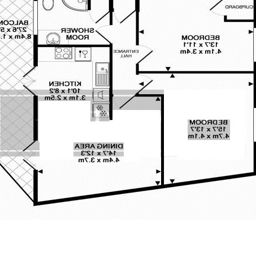 CUPBOARD
BALCONY
27'6 x 5
8.4m x 1.
SHOWER
ROOM
ENTRANCE
HALL
BEDROOM
13'7 x 11'1
4.1m x 3.4m
KITCHEN
10'1 x 8'2
3.1m x 2.5m
BEDROOM
15'7 x 13'7
4.7m x 4.1m
DINING AREA
14'7 x 12'3
4.4m x 3.7m